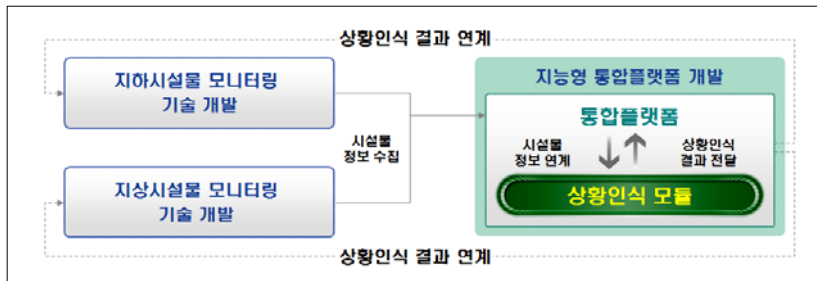 상황인식 결과 연계
지하시설물 모니터링
기술 개발
시설물
정보 수집
지상시설물 모니터링
기술 개발
지능형 통합플랫폼 개발
통합플랫폼
시설물
정보 연계
상황인식
결과 전달
상황인식 모듈
상황인식 결과 연계